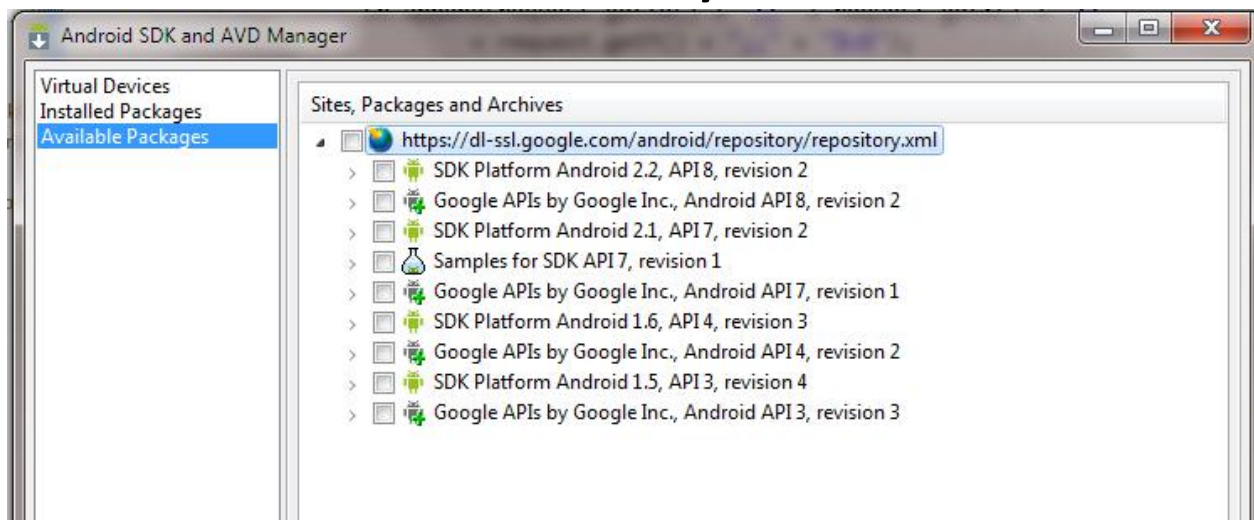 Android SDK and AVD Manager
Virtual Devices
Installed Packages
Available Packages
Sites, Packages and Archives
https://dl-ssl.google.com/android/repository/repository.xml
SDK Platform Android 2.2, API 8, revision 2
Google APIs by Google Inc., Android API 8, revision 2
SDK Platform Android 2.1, API 7, revision 2
Samples for SDK API 7, revision 1
Google APIs by Google Inc., Android API 7, revision 1
SDK Platform Android 1.6, API 4, revision 3
Google APIs by Google Inc., Android API 4, revision 2
SDK Platform Android 1.5, API 3, revision 4
Google APIs by Google Inc., Android API 3, revision 3